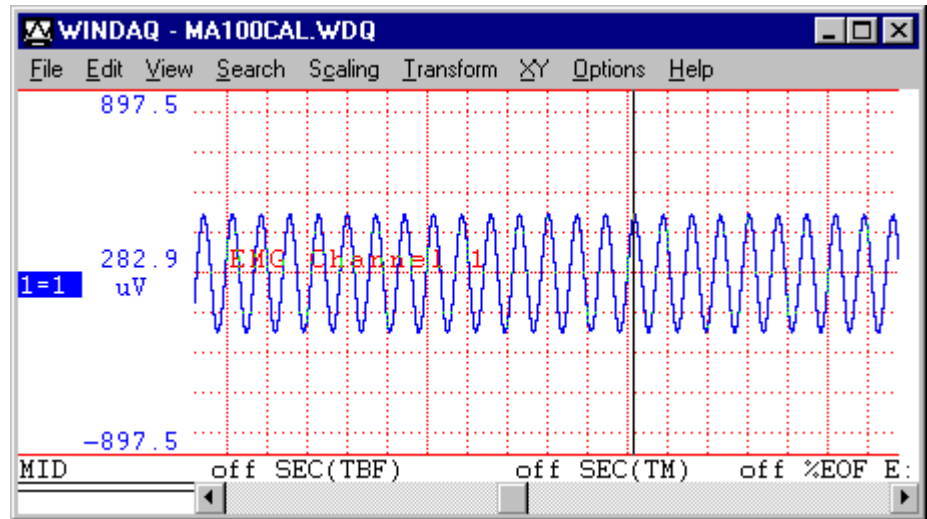 WINDAQ - MA100CAL.WDQ
File Edit View Search Scaling Transform XY Options Help
897.5
282.9 EMG Channel 1
1=1 uV
-897.5
MID off SEC(TBF) off SEC(TM) off %EOF E: